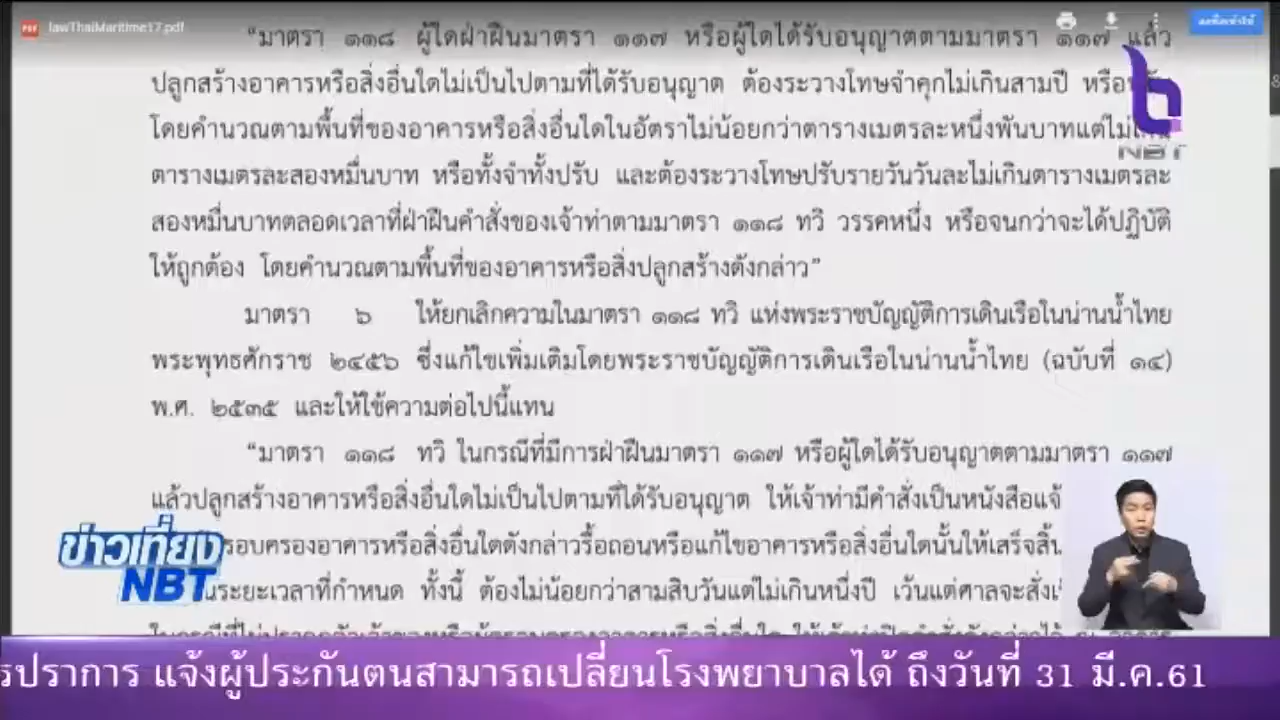 lawThaiMaritime17.pdf
“มาตรา ๑๑๘ ผู้ใดฝ่าฝืนมาตรา ๑๑๗ หรือผู้ใดได้รับอนุญาตตามมาตรา ๑๑๗ แล้ว
ปลูกสร้างอาคารหรือสิ่งอื่นใดไม่เป็นไปตามที่ได้รับอนุญาต ต้องระวางโทษจำคุกไม่เกินสามปี หรือ
โดยคำนวณตามพื้นที่ของอาคารหรือสิ่งอื่นใดในอัตราไม่น้อยกว่าตารางเมตรละหนึ่งพันบาทแต่ไม่เกิน
ตารางเมตรละสองหมื่นบาท หรือทั้งจำทั้งปรับ และต้องระวางโทษปรับรายวันวันละไม่เกินตารางเมตรละ
สองหมื่นบาทตลอดเวลาที่ฝ่าฝืนคำสั่งของเจ้าท่าตามมาตรา ๑๑๘ ทวิ วรรคหนึ่ง หรือจนกว่าจะได้ปฏิบัติ
ให้ถูกต้อง โดยคำนวณตามพื้นที่ของอาคารหรือสิ่งปลูกสร้างดังกล่าว”
มาตรา ๖ ให้ยกเลิกความในมาตรา ๑๑๘ ทวิ แห่งพระราชบัญญัติการเดินเรือในน่านน้ำไทย
พระพุทธศักราช ๒๔๕๖ ซึ่งแก้ไขเพิ่มเติมโดยพระราชบัญญัติการเดินเรือในน่านน้ำไทย (ฉบับที่ ๑๔)
พ.ศ. ๒๕๓๕ และให้ใช้ความต่อไปนี้แทน
“มาตรา ๑๑๘ ทวิ ในกรณีที่มีการฝ่าฝืนมาตรา ๑๑๗ หรือผู้ใดได้รับอนุญาตตามมาตรา ๑๑๗
แล้วปลูกสร้างอาคารหรือสิ่งอื่นใดไม่เป็นไปตามที่ได้รับอนุญาต ให้เจ้าท่ามีคำสั่งเป็นหนังสือแจ้
รอบครองอาคารหรือสิ่งอื่นใดดังกล่าวรื้อถอนหรือแก้ไขอาคารหรือสิ่งอื่นใดนั้นให้เสร็จสิ้น
นระยะเวลาที่กำหนด ทั้งนี้ ต้องไม่น้อยกว่าสามสิบวันแต่ไม่เกินหนึ่งปี เว้นแต่ศาลจะสั่งเ
NBT
ข่าวเที่ยง
NBT
รปราการ แจ้งผู้ประกันตนสามารถเปลี่ยนโรงพยาบาลได้ ถึงวันที่ 31 มี.ค.61